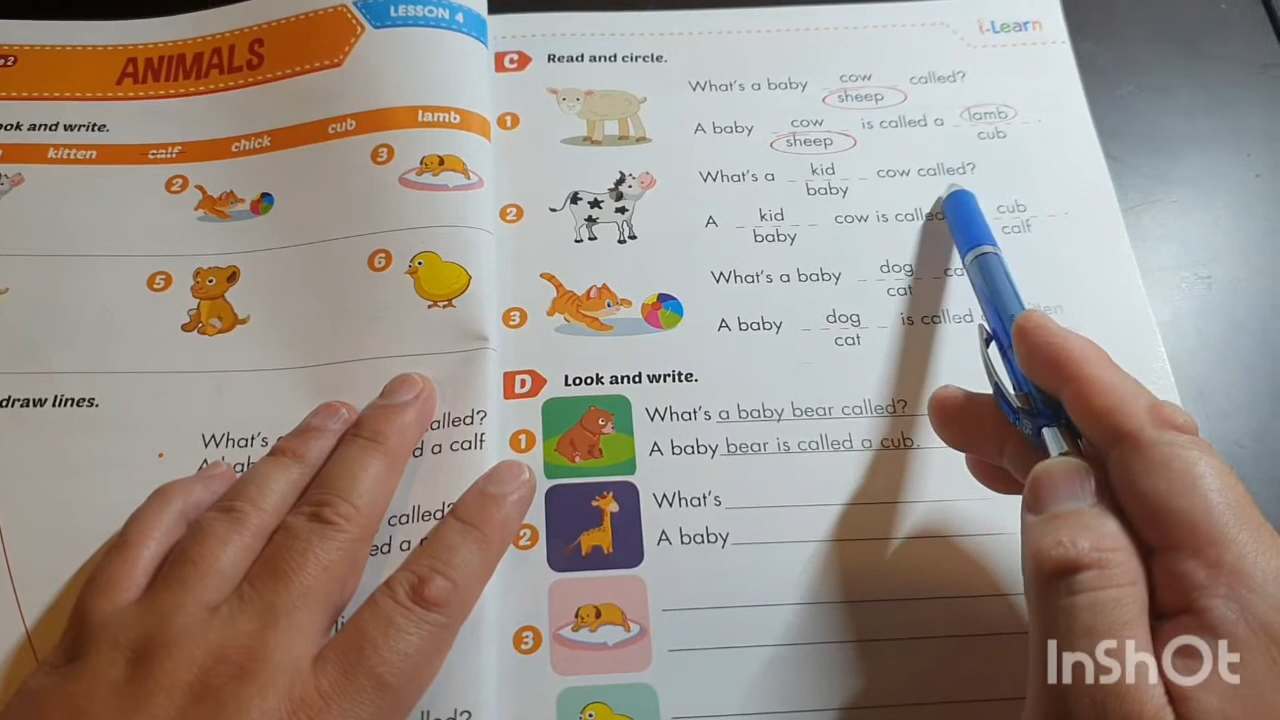 LESSON 4
ANIMALS
ook and write.
kitten calf chick cub lamb
2
3
5
6
draw lines.
What's
called?
d a calf
called?
ed a
i-Learn
C Read and circle.
1
What's a baby cow called?
sheep
A baby cow is called a lamb.
sheep cub
2
What's a kid cow called?
baby
A kid cow is called cub.
baby calf
3
What's a baby dog ca
cat
A baby dog is called
cat
D Look and write.
1
What's a baby bear called?
A baby bear is called a cub.
2
What's
A baby
3
InShOt